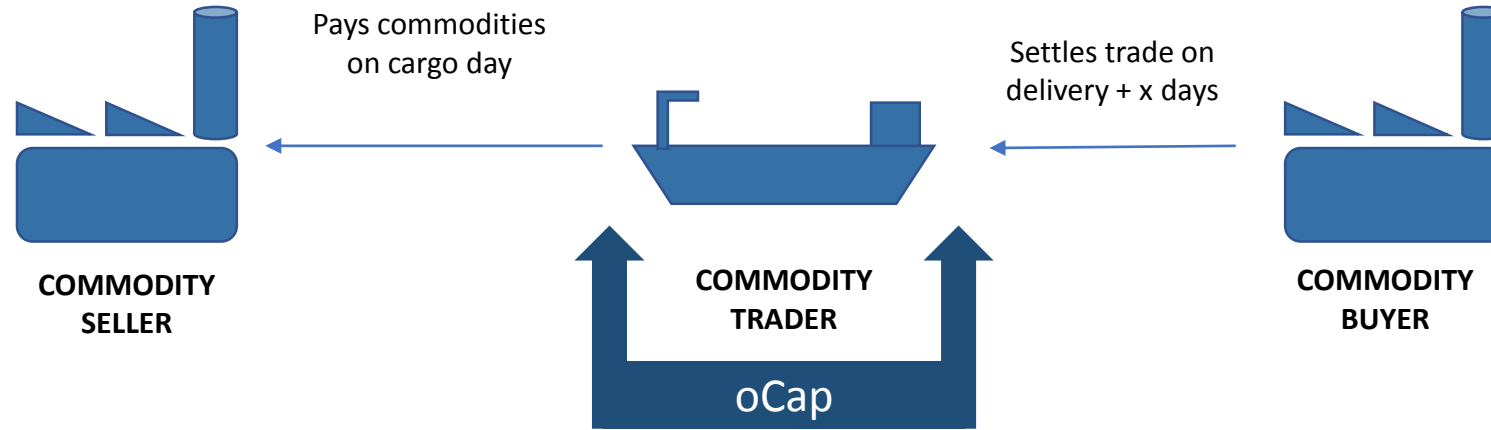 Pays commodities
on cargo day
Settles trade on
delivery + x days
COMMODITY
SELLER
COMMODITY
TRADER
COMMODITY
BUYER
oCap